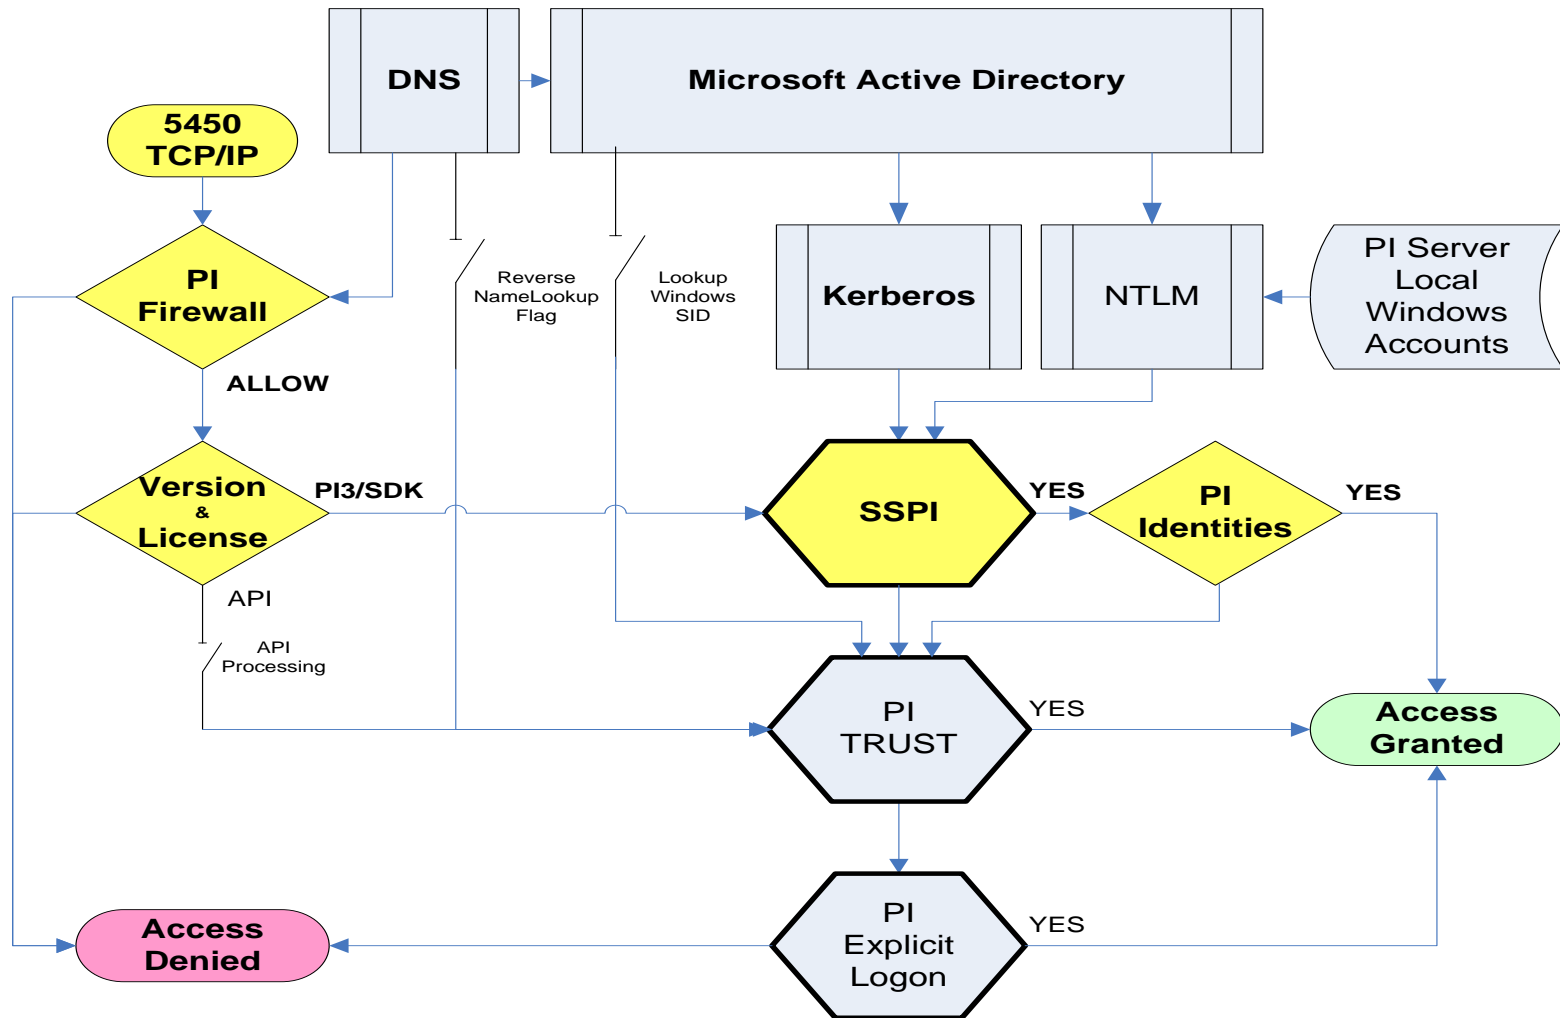 DNS
Microsoft Active Directory
5450
TCP/IP
PI
Firewall
Reverse
NameLookup
Flag
Lookup
Windows
SID
Kerberos
NTLM
PI Server
Local
Windows
Accounts
ALLOW
Version
&
License
PI3/SDK
SSPI
YES
PI
Identities
YES
API
API
Processing
PI
TRUST
YES
Access
Granted
Access
Denied
PI
Explicit
Logon
YES